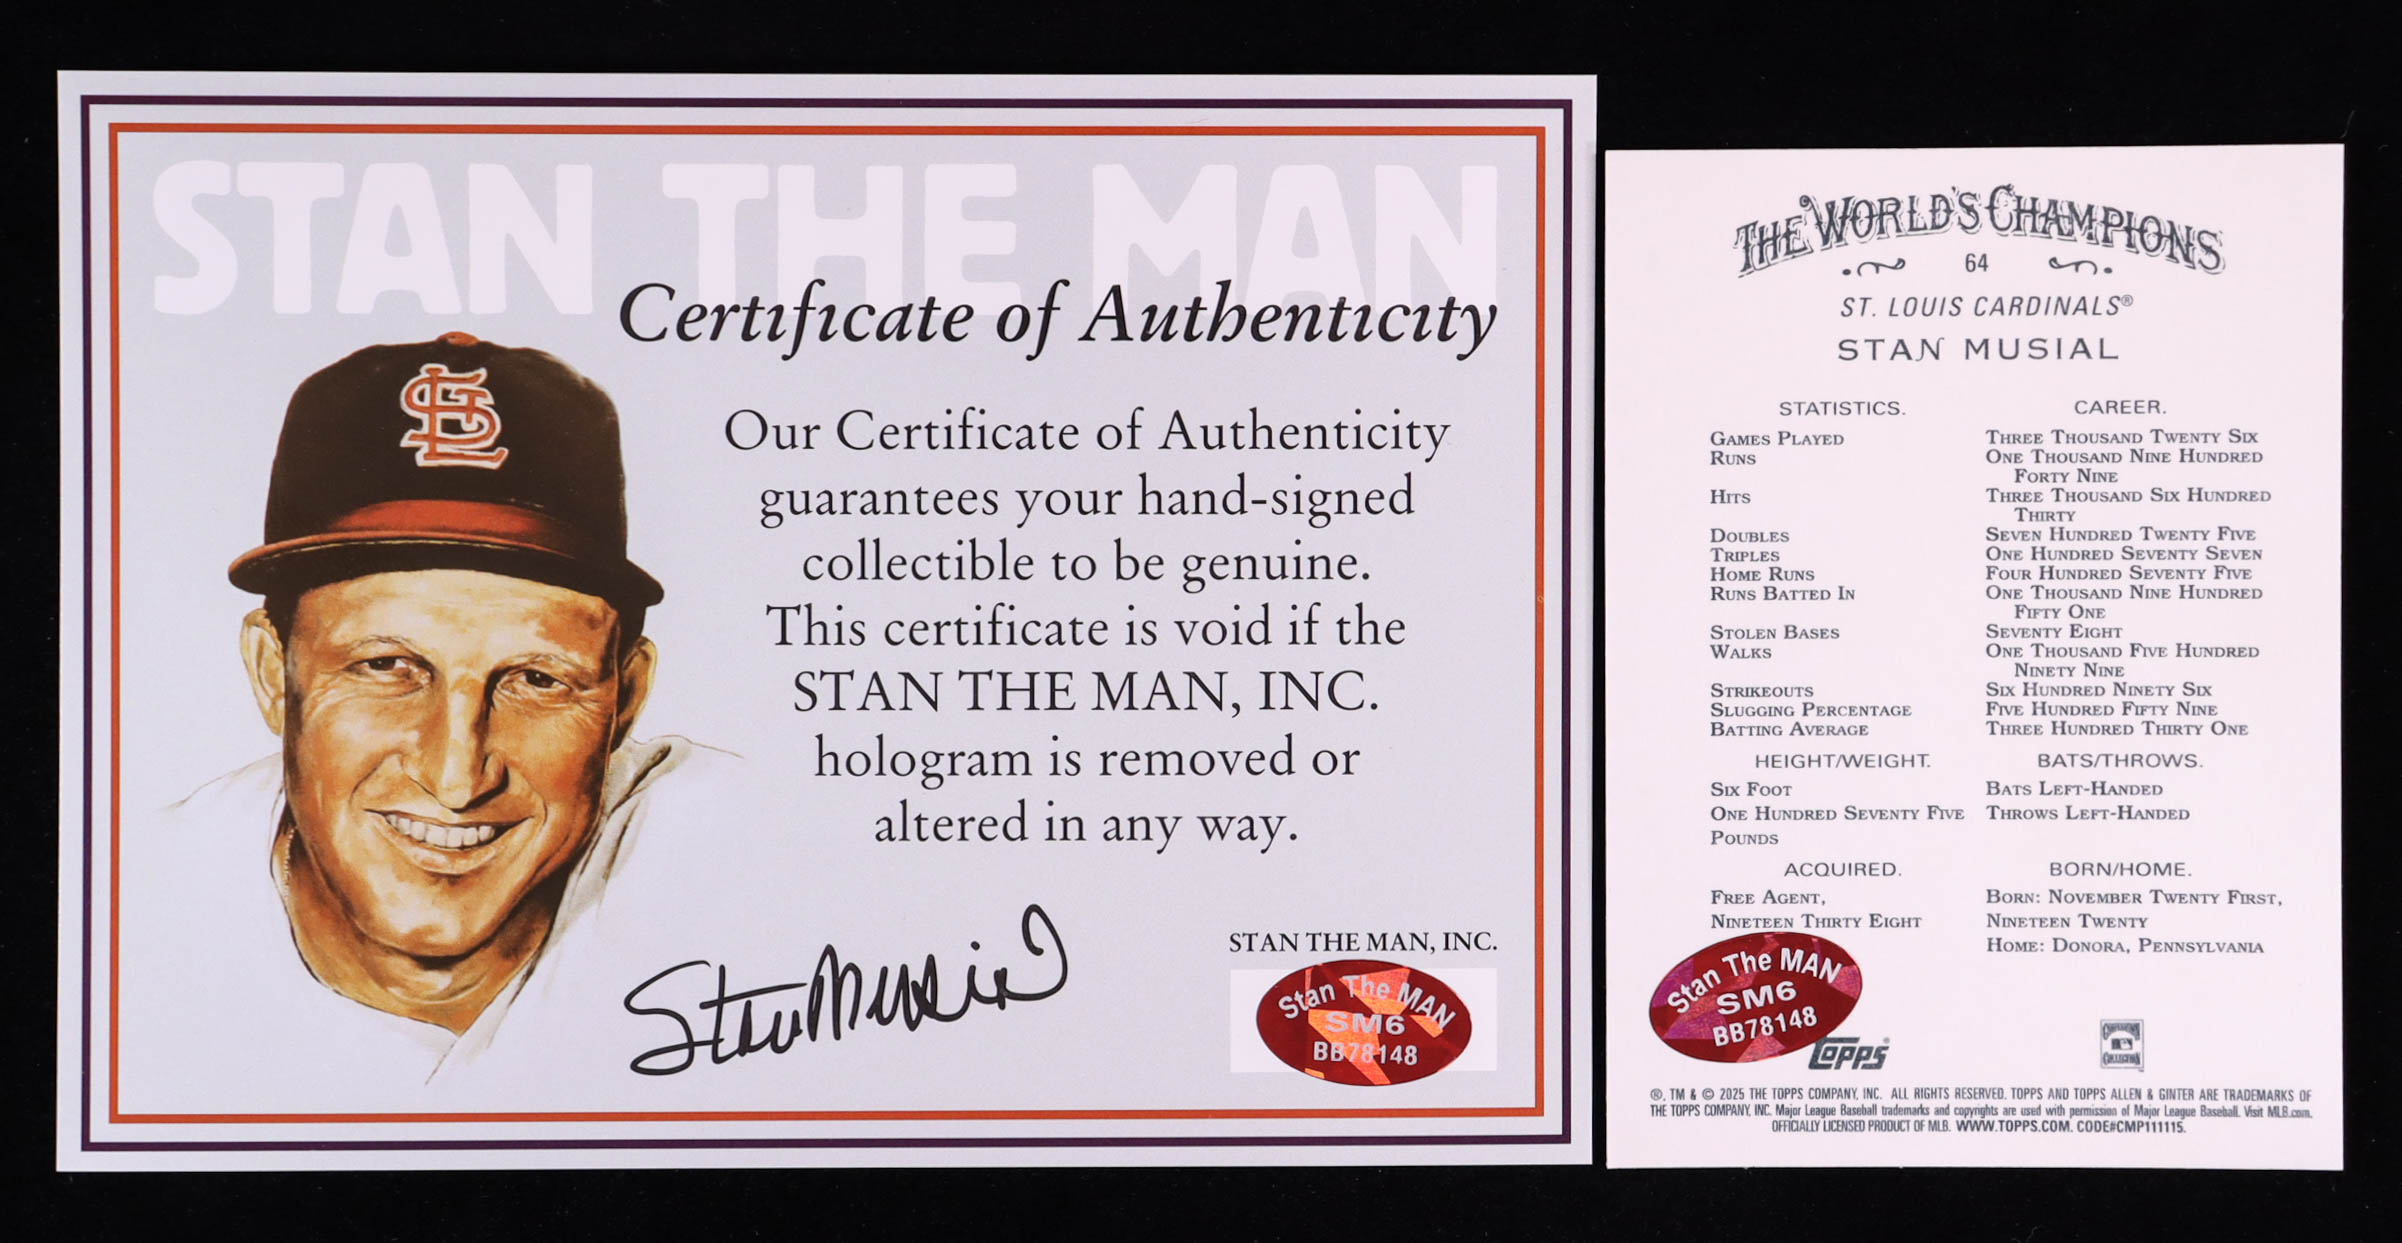 STAN THE MAN
Certificate of Authenticity
Our Certificate of Authenticity
guarantees your hand-signed
collectible to be genuine.
This certificate is void if the
STAN THE MAN, INC.
hologram is removed or
altered in any way.
Stan Musial
STAN THE MAN, INC.
Stan The MAN
SM6
BB78148
StL
THE WORLD'S CHAMPIONS
64
ST. LOUIS CARDINALS®
STAN MUSIAL
STATISTICS. CAREER.
GAMES PLAYED THREE THOUSAND TWENTY SIX
RUNS ONE THOUSAND NINE HUNDRED
FORTY NINE
HITS THREE THOUSAND SIX HUNDRED
THIRTY
DOUBLES SEVEN HUNDRED TWENTY FIVE
TRIPLES ONE HUNDRED SEVENTY SEVEN
HOME RUNS FOUR HUNDRED SEVENTY FIVE
RUNS BATTED IN ONE THOUSAND NINE HUNDRED
FIFTY ONE
STOLEN BASES SEVENTY EIGHT
WALKS ONE THOUSAND FIVE HUNDRED
NINETY NINE
STRIKEOUTS SIX HUNDRED NINETY SIX
SLUGGING PERCENTAGE FIVE HUNDRED FIFTY NINE
BATTING AVERAGE THREE HUNDRED THIRTY ONE
HEIGHT/WEIGHT. BATS/THROWS.
SIX FOOT BATS LEFT-HANDED
ONE HUNDRED SEVENTY FIVE THROWS LEFT-HANDED
POUNDS
ACQUIRED. BORN/HOME.
FREE AGENT, BORN: NOVEMBER TWENTY FIRST,
NINETEEN THIRTY EIGHT NINETEEN TWENTY
HOME: DONORA, PENNSYLVANIA
Stan The MAN
SM6
BB78148
TOPPS
COOPERSTOWN
COLLECTION
®, TM & © 2025 THE TOPPS COMPANY, INC. ALL RIGHTS RESERVED. TOPPS AND TOPPS ALLEN & GINTER ARE TRADEMARKS OF
THE TOPPS COMPANY, INC. Major League Baseball trademarks and copyrights are used with permission of Major League Baseball. Visit MLB.com.
OFFICIALLY LICENSED PRODUCT OF MLB. WWW.TOPPS.COM. CODE#CMP111115.